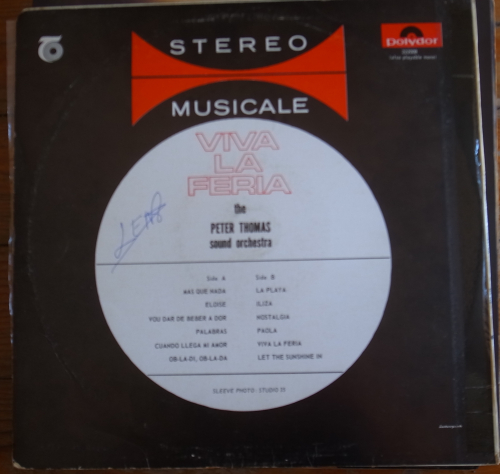 STEREO
Polydor
MUSICALE
VIVA
LA
FERIA
the
PETER THOMAS
sound orchestra
Side A
MAS QUE NADA
ELOISE
VOU DAR DE BEBER A DOR
PALABRAS
CUANDO LLEGA MI AMOR
OB-LA-DI, OB-LA-DA
Side B
LA PLAYA
ILIZA
NOSTALGIA
PAOLA
VIVA LA FERIA
LET THE SUNSHINE IN
SLEEVE PHOTO: STUDIO 31